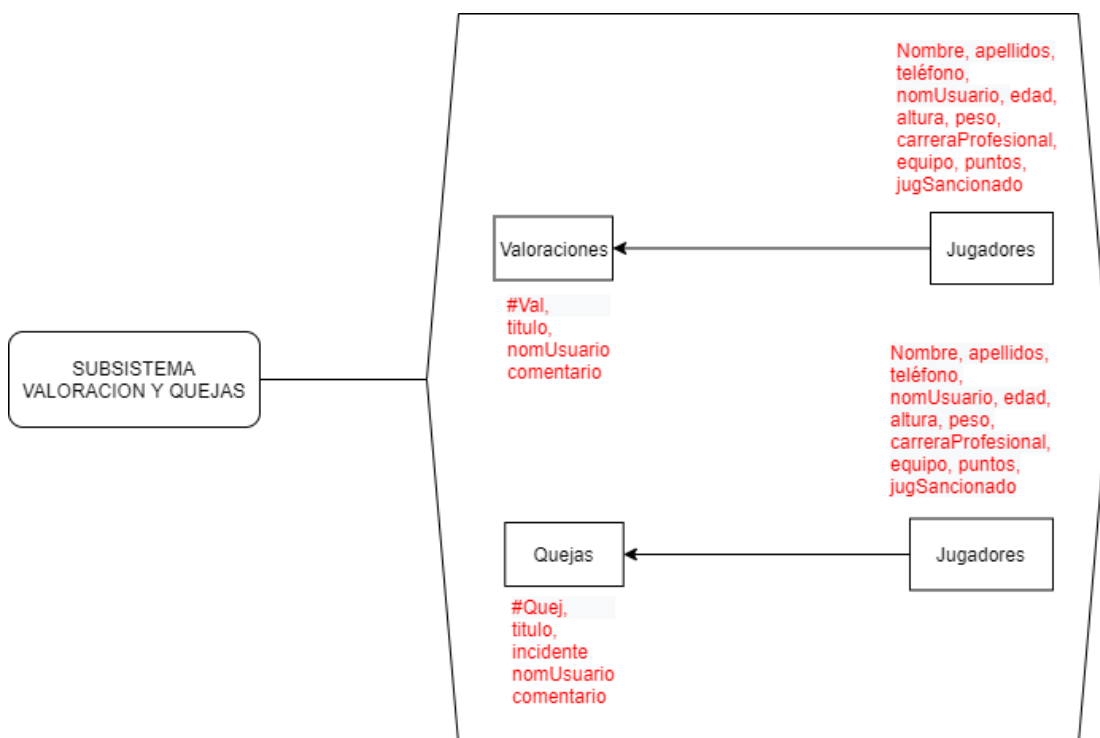 SUBSISTEMA
VALORACION Y QUEJAS
Nombre, apellidos,
teléfono,
nomUsuario, edad,
altura, peso,
carreraProfesional,
equipo, puntos,
jugSancionado
Valoraciones
Jugadores
#Val,
titulo,
nomUsuario
comentario
Nombre, apellidos,
teléfono,
nomUsuario, edad,
altura, peso,
carreraProfesional,
equipo, puntos,
jugSancionado
Quejas
Jugadores
#Quej,
titulo,
incidente
nomUsuario
comentario